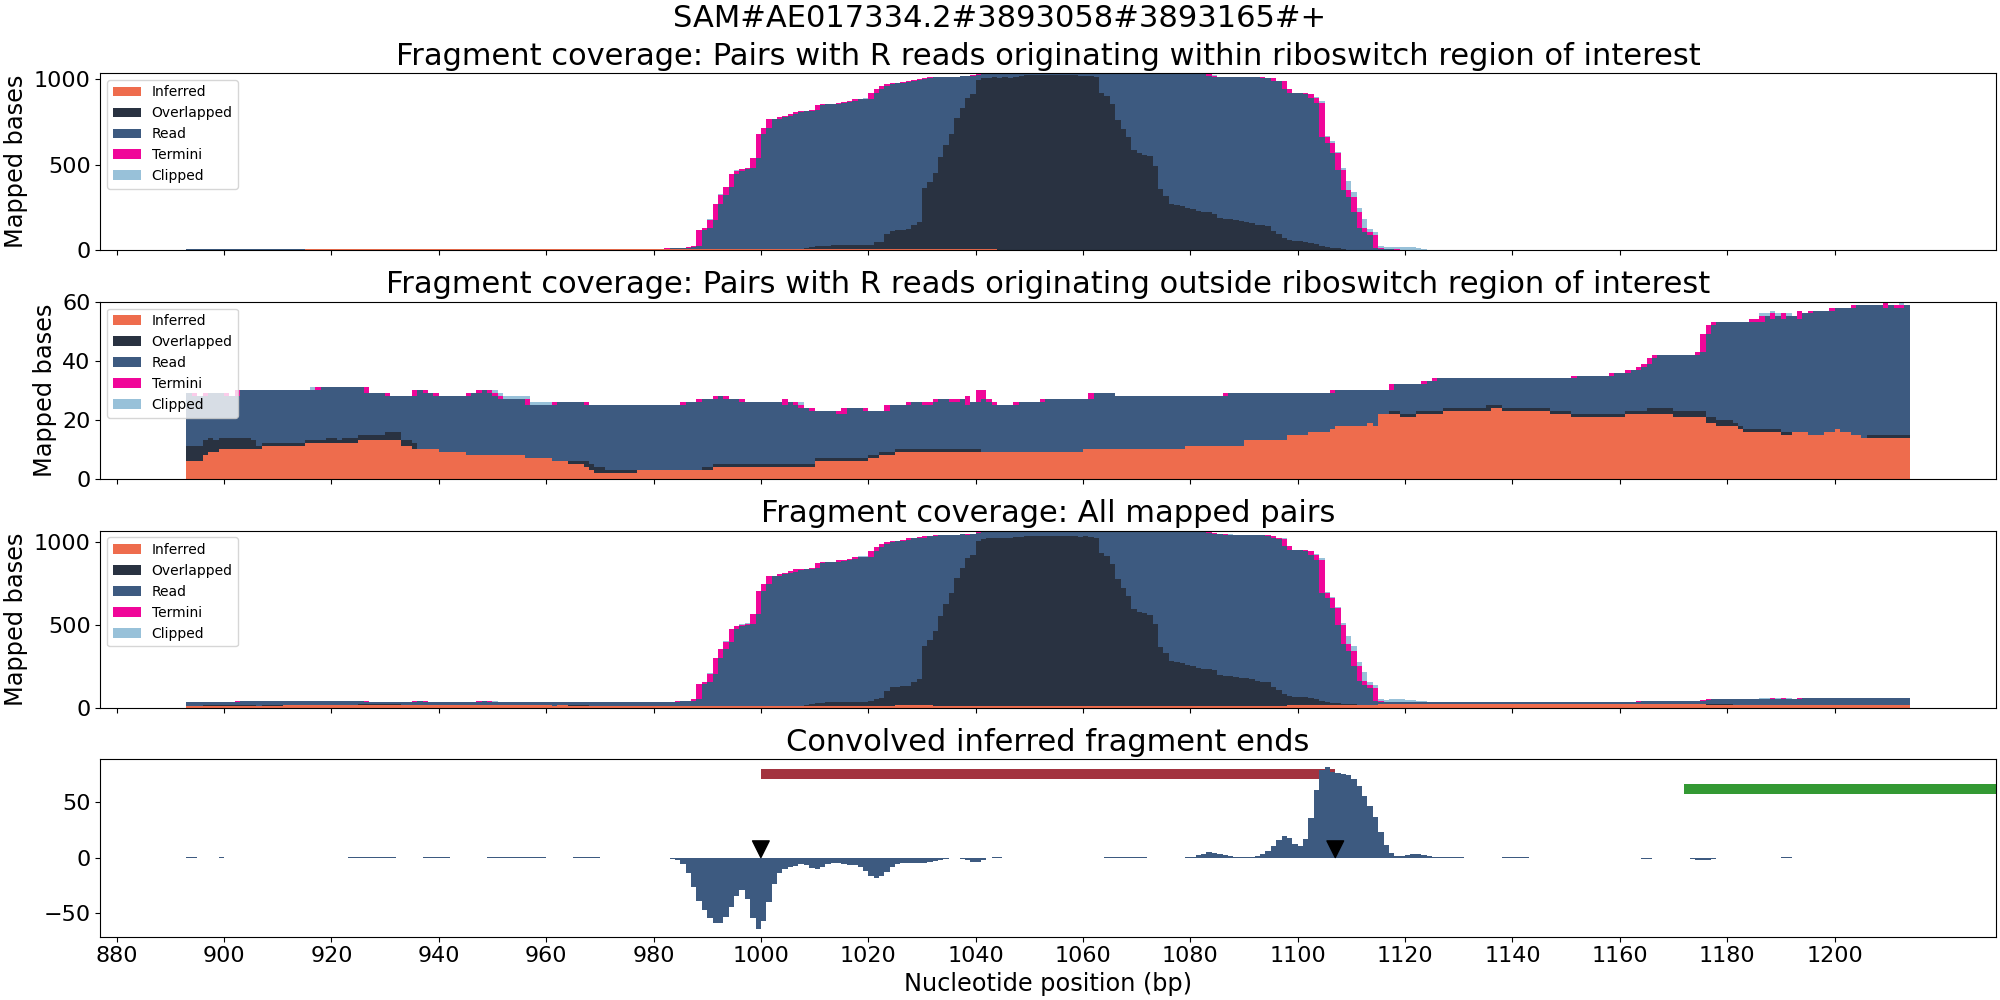 SAM#AE017334.2#3893058#3893165#+
Fragment coverage: Pairs with R reads originating within riboswitch region of interest
Mapped bases
1000
500
0
Inferred
Overlapped
Read
Termini
Clipped
Fragment coverage: Pairs with R reads originating outside riboswitch region of interest
Mapped bases
60
40
20
0
Inferred
Overlapped
Read
Termini
Clipped
Fragment coverage: All mapped pairs
Mapped bases
1000
500
0
Inferred
Overlapped
Read
Termini
Clipped
Convolved inferred fragment ends
50
0
−50
880 900 920 940 960 980 1000 1020 1040 1060 1080 1100 1120 1140 1160 1180 1200
Nucleotide position (bp)